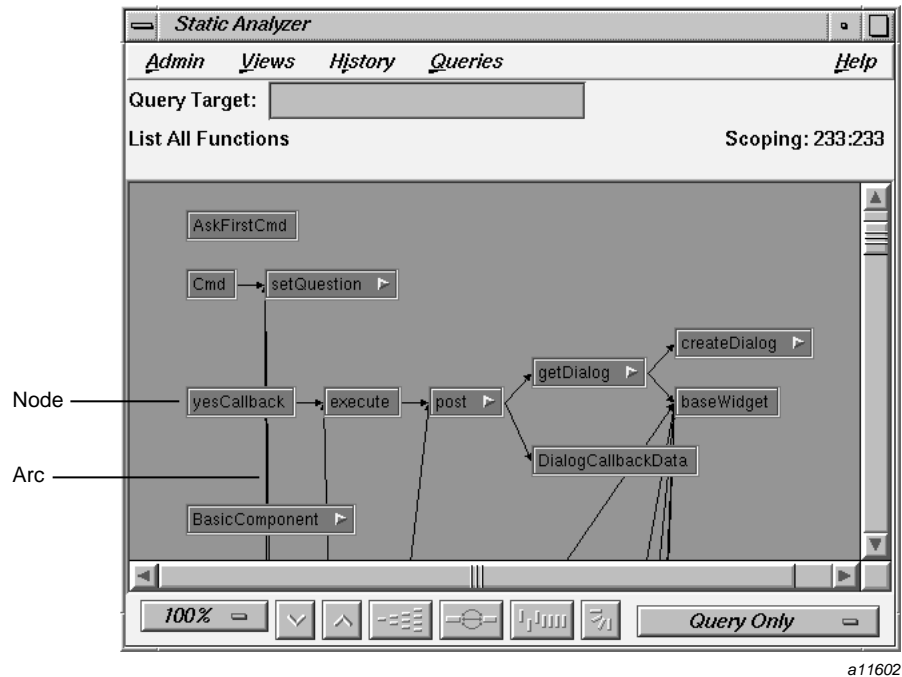 Static Analyzer
Admin Views History Queries Help
Query Target:
List All Functions Scoping: 233:233
AskFirstCmd
Cmd setQuestion
createDialog
getDialog
Node yesCallback execute post baseWidget
DialogCallbackData
Arc
BasicComponent
100% Query Only
a11602